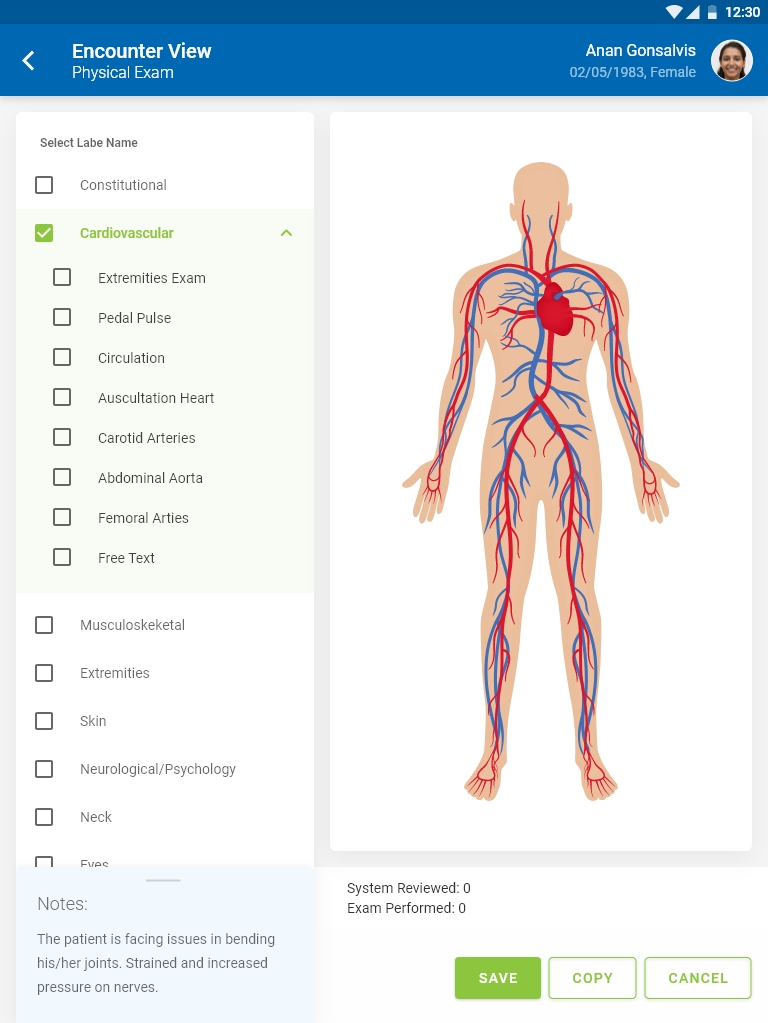 12:30
Encounter View
Physical Exam
Anan Gonsalvis
02/05/1983, Female
Select Labe Name
Constitutional
Cardiovascular
Extremities Exam
Pedal Pulse
Circulation
Auscultation Heart
Carotid Arteries
Abdominal Aorta
Femoral Arties
Free Text
Musculoskeketal
Extremities
Skin
Neurological/Psychology
Neck
Eyes
Notes:
The patient is facing issues in bending
his/her joints. Strained and increased
pressure on nerves.
System Reviewed: 0
Exam Performed: 0
SAVE
COPY
CANCEL